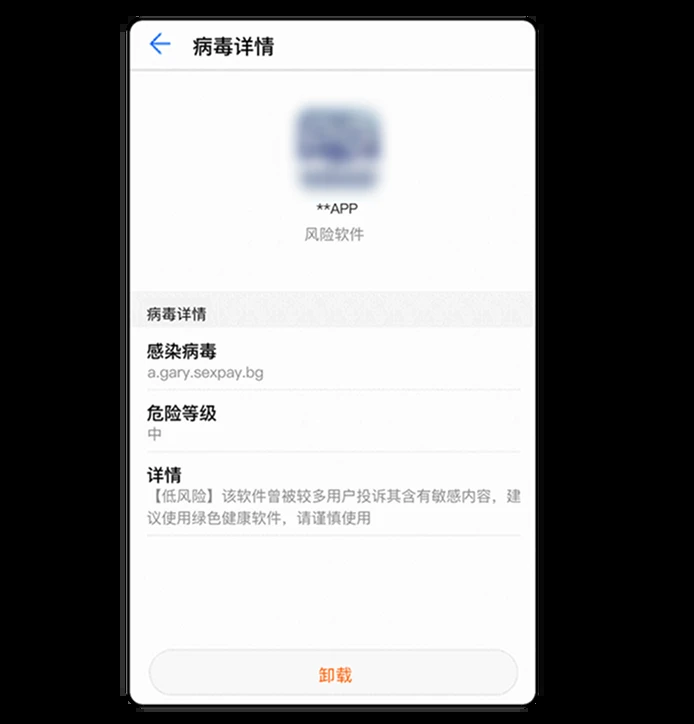 病毒详情
**APP
风险软件
病毒详情
感染病毒
a.gary.sexpay.bg
危险等级
中
详情
【低风险】该软件曾被较多用户投诉其含有敏感内容，建
议使用绿色健康软件，请谨慎使用
卸载